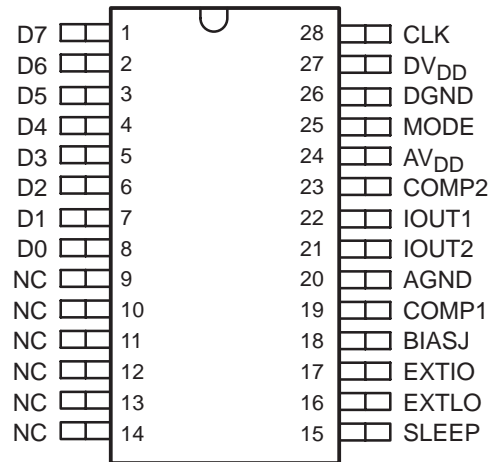 D7 1 28 CLK
D6 2 27 DVDD
D5 3 26 DGND
D4 4 25 MODE
D3 5 24 AVDD
D2 6 23 COMP2
D1 7 22 IOUT1
D0 8 21 IOUT2
NC 9 20 AGND
NC 10 19 COMP1
NC 11 18 BIASJ
NC 12 17 EXTIO
NC 13 16 EXTLO
NC 14 15 SLEEP